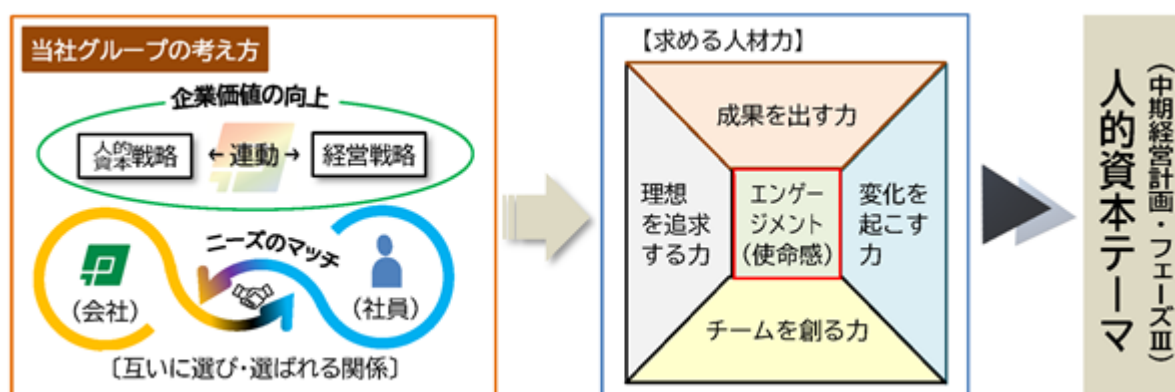 当社グループの考え方
企業価値の向上
人的資本戦略
←連動→
経営戦略
ニーズのマッチ
(会社)
(社員)
〔互いに選び・選ばれる関係〕
【求める人材力】
成果を出す力
理想
を追求
する力
エンゲー
ジメント
(使命感)
変化を
起こす
力
チームを創る力
人的資本テーマ
(中期経営計画・フェーズⅢ)